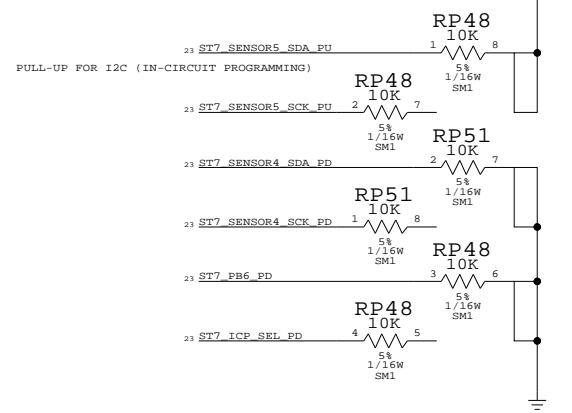 RP48
10K
23 ST7_SENSOR5_SDA_PU 1 8
5%
1/16W
SM1
PULL-UP FOR I2C (IN-CIRCUIT PROGRAMMING)
RP48
10K
23 ST7_SENSOR5_SCK_PU 2 7
5%
1/16W
SM1
RP51
10K
23 ST7_SENSOR4_SDA_PD 2 7
5%
1/16W
SM1
RP51
10K
23 ST7_SENSOR4_SCK_PD 1 8
5%
1/16W
SM1
RP48
10K
23 ST7_PB6_PD 3 6
5%
1/16W
SM1
RP48
10K
23 ST7_ICP_SEL_PD 4 5
5%
1/16W
SM1